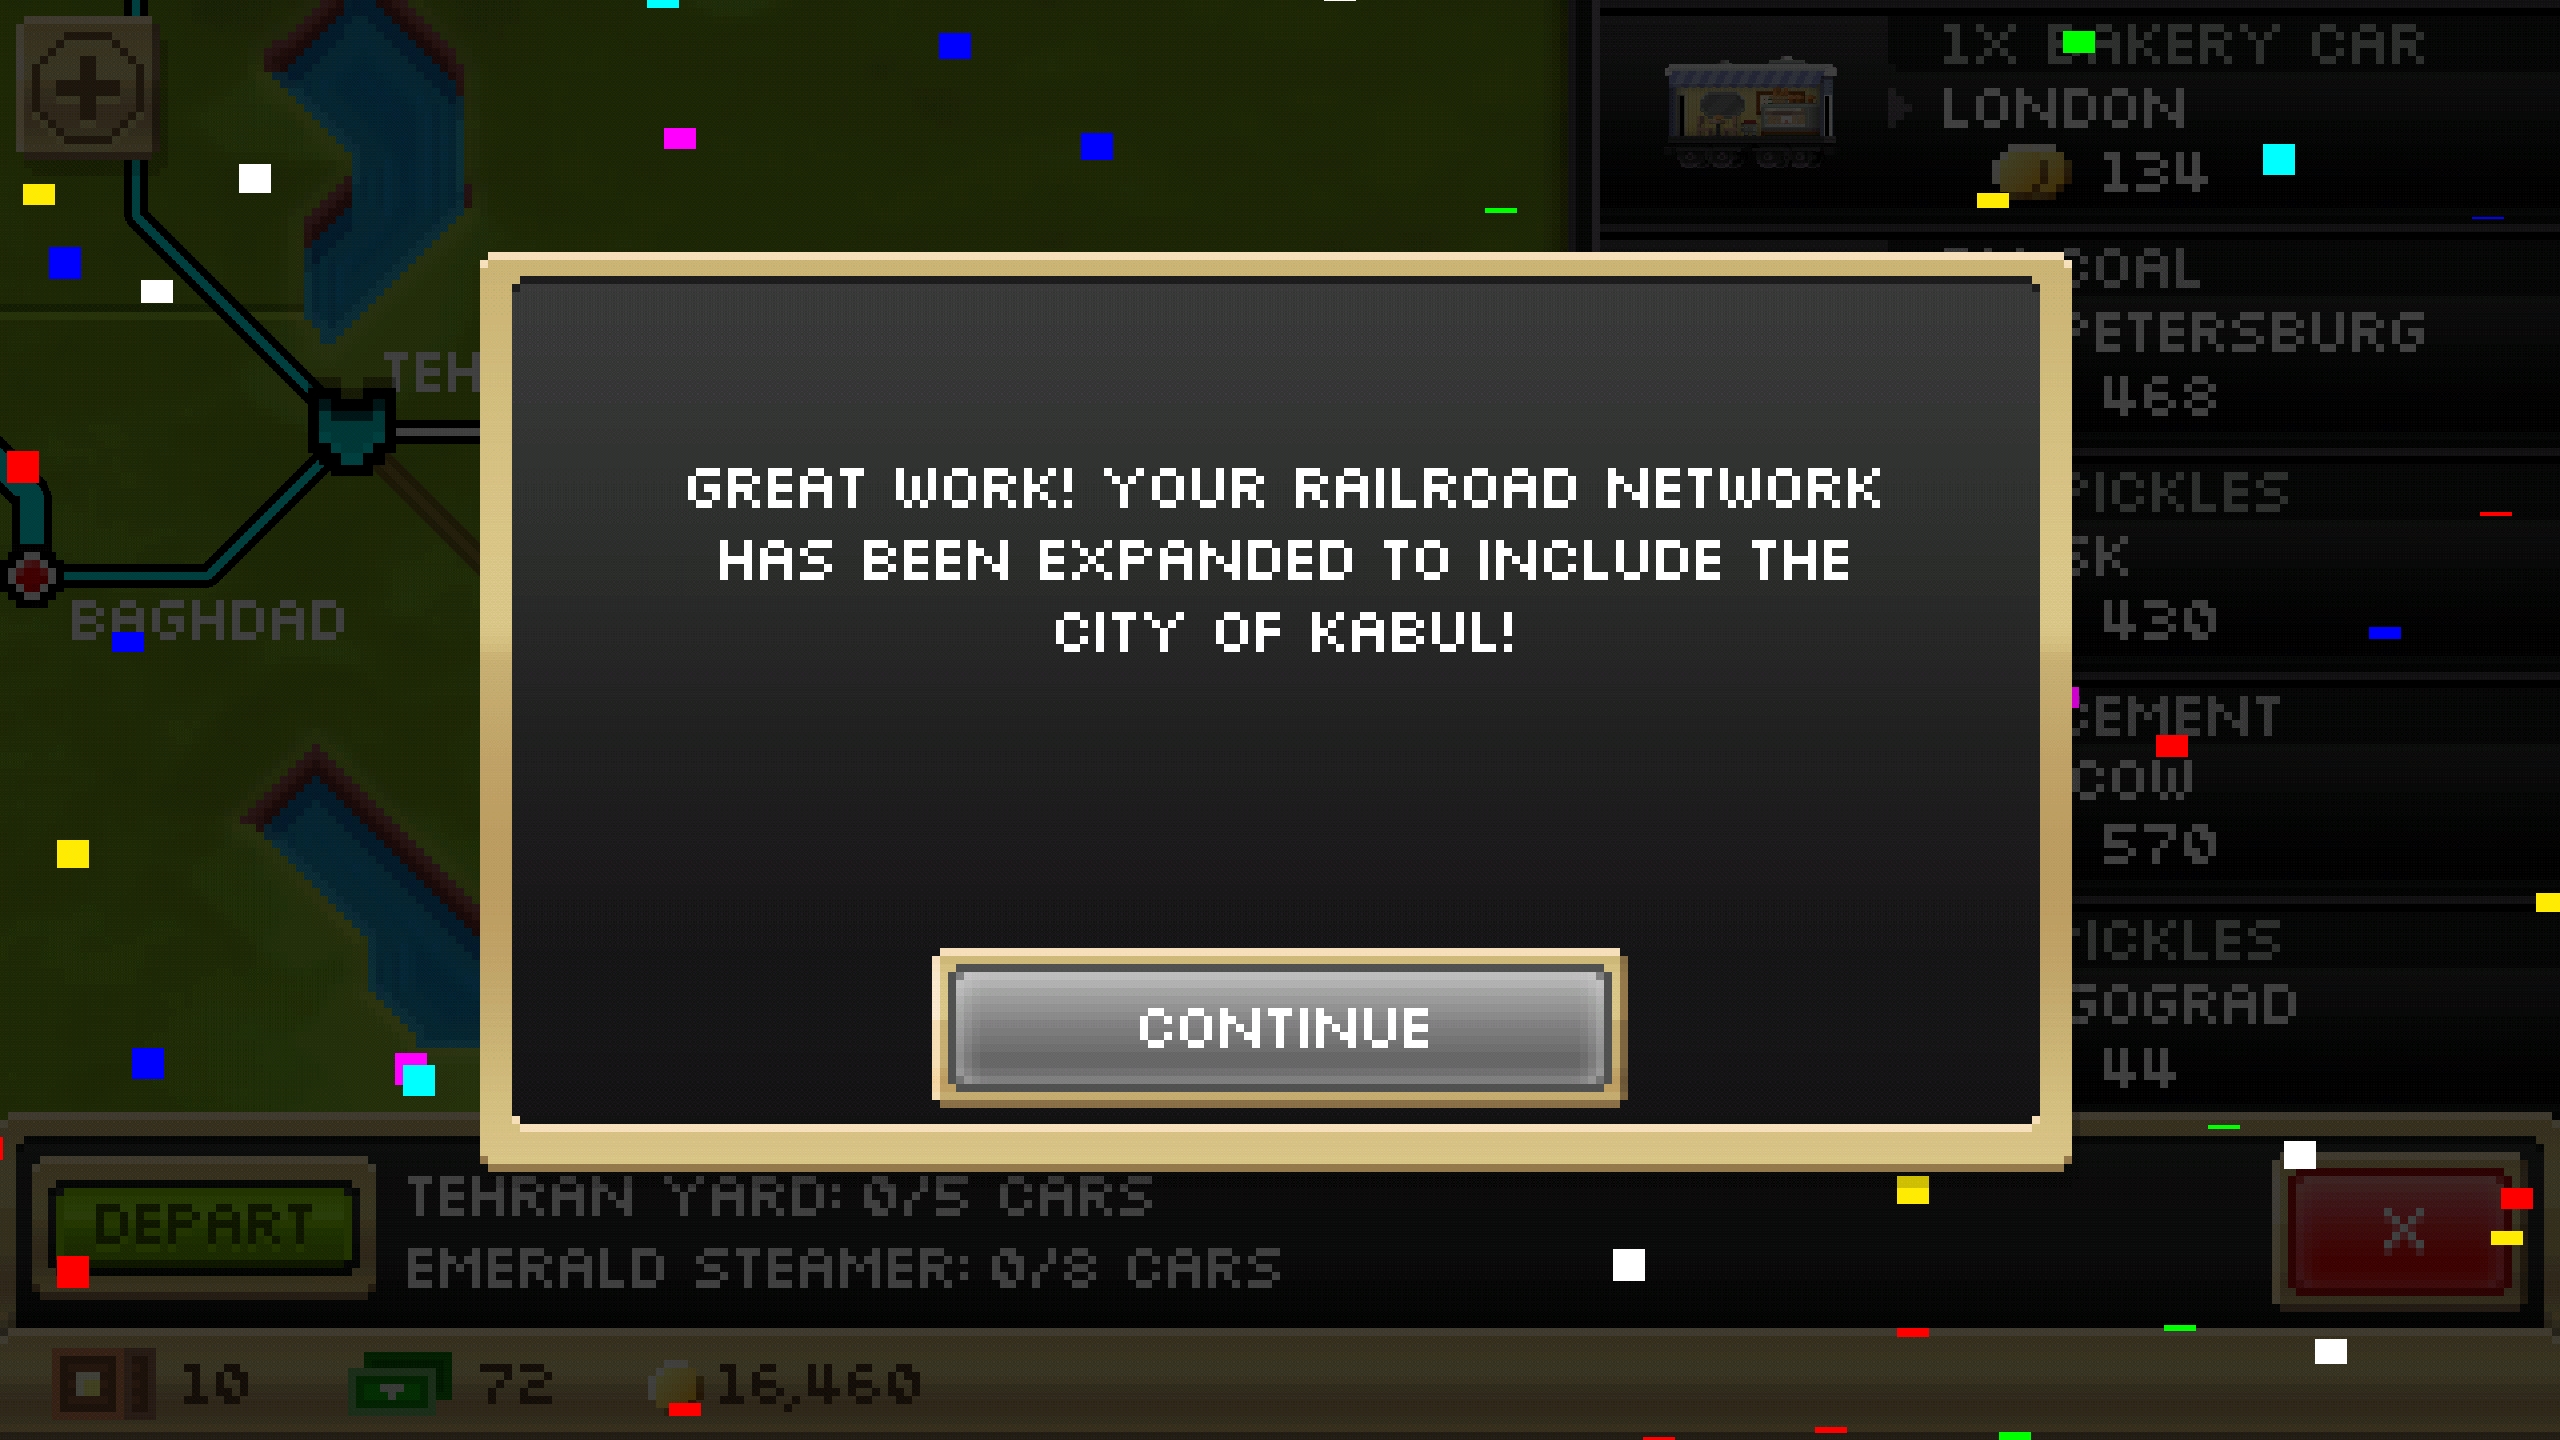 1X BAKERY CAR
LONDON
134
COAL
PETERSBURG
468
TEH
GREAT WORK! YOUR RAILROAD NETWORK
HAS BEEN EXPANDED TO INCLUDE THE
CITY OF KABUL!
PICKLES
SK
430
BAGHDAD
CEMENT
COW
570
PICKLES
GOGRAD
44
CONTINUE
DEPART
TEHRAN YARD: 0/5 CARS
EMERALD STEAMER: 0/8 CARS
X
10
72
16,460